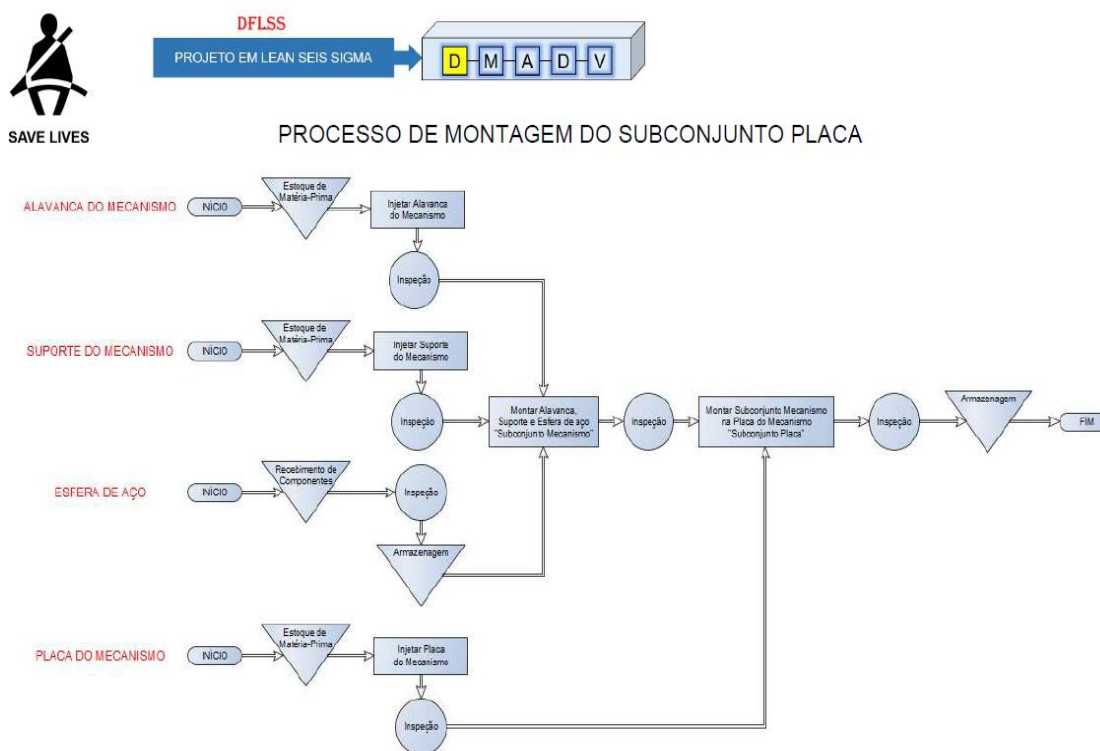 DFLSS
PROJETO EM LEAN SEIS SIGMA
D M A D V
SAVE LIVES
PROCESSO DE MONTAGEM DO SUBCONJUNTO PLACA
ALAVANCA DO MECANISMO
NÍCIO
Estoque de
Matéria-Prima
Injetar Alavanca
do Mecanismo
Inspeção
SUPORTE DO MECANISMO
NÍCIO
Estoque de
Matéria-Prima
Injetar Suporte
do Mecanismo
Inspeção
Montar Alavanca,
Suporte e Esfera de aço
"Subconjunto Mecanismo"
Inspeção
Montar Subconjunto Mecanismo
na Placa do Mecanismo
"Subconjunto Placa"
Inspeção
Armazenagem
FIM
ESFERA DE AÇO
NÍCIO
Recebimento de
Componentes
Inspeção
Armazenagem
PLACA DO MECANISMO
NÍCIO
Estoque de
Matéria-Prima
Injetar Placa
do Mecanismo
Inspeção